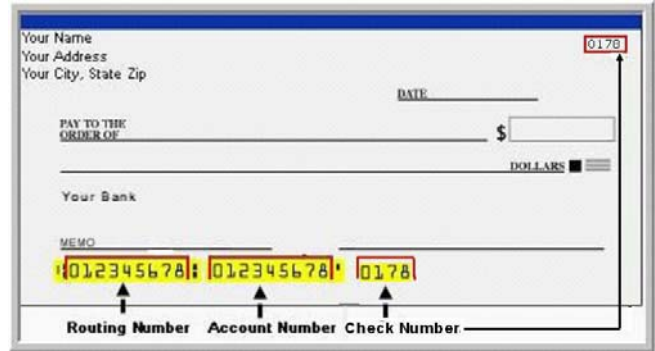 Your Name
0178
Your Address
Your City, State Zip
DATE
PAY TO THE
ORDER OF
$
DOLLARS
Your Bank
MEMO
⑆012345678⑆ 012345678⑈ 0178
Routing Number Account Number Check Number